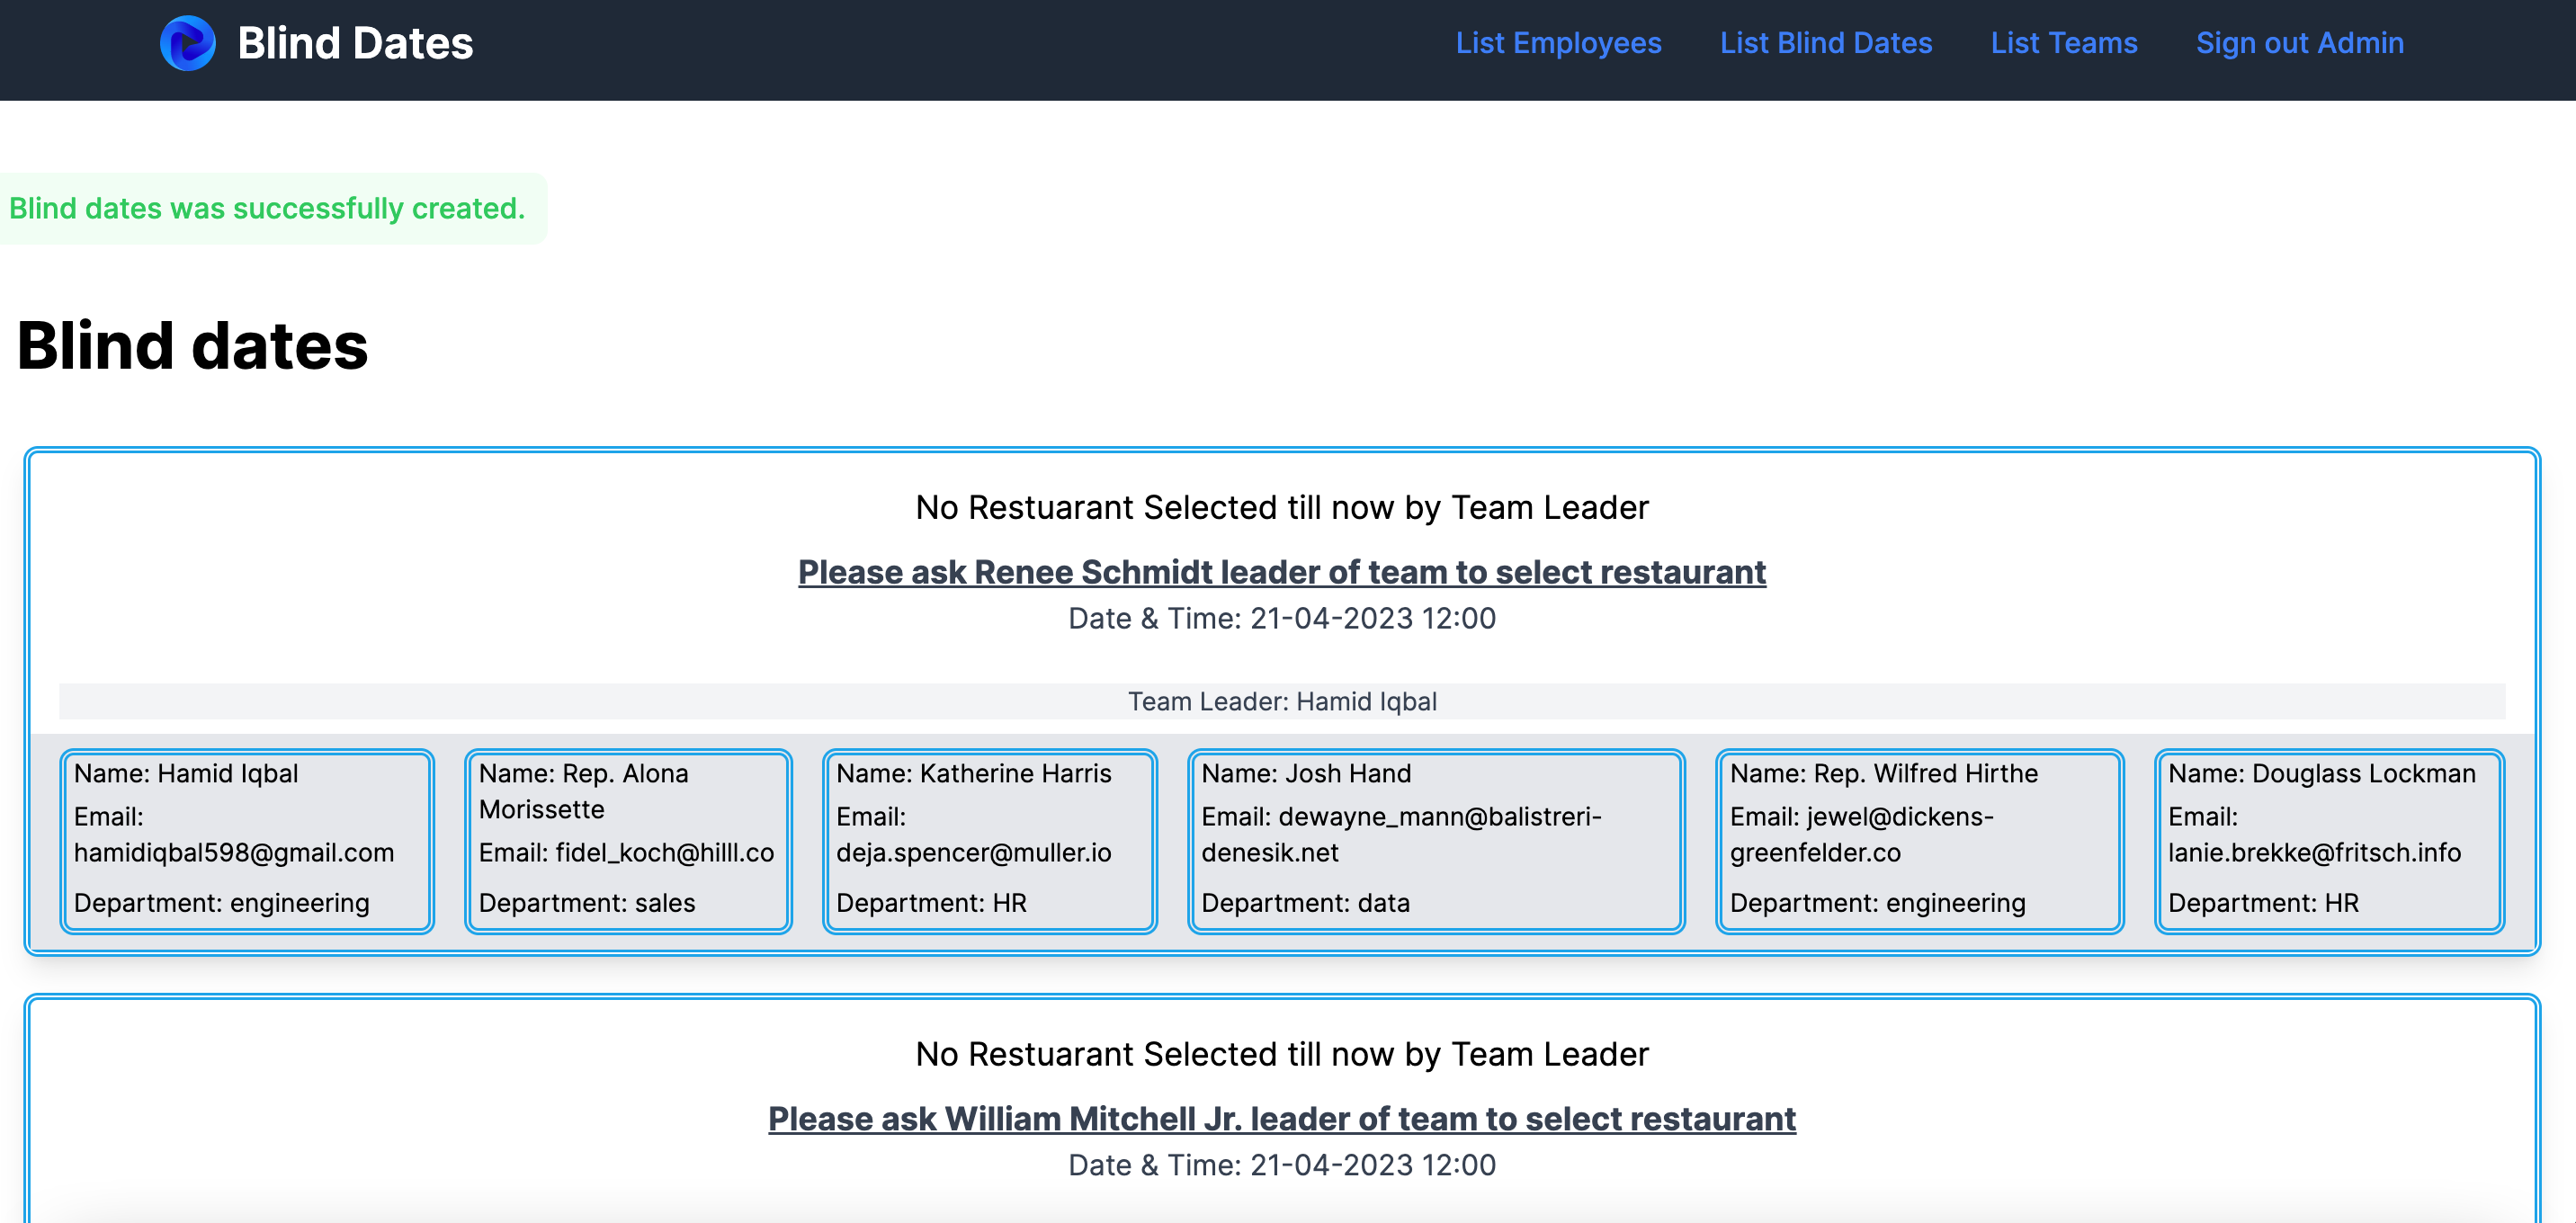 Blind Dates
List Employees
List Blind Dates
List Teams
Sign out Admin
Blind dates was successfully created.
Blind dates
No Restuarant Selected till now by Team Leader
Please ask Renee Schmidt leader of team to select restaurant
Date & Time: 21-04-2023 12:00
Team Leader: Hamid Iqbal
Name: Hamid Iqbal
Email:
hamidiqbal598@gmail.com
Department: engineering
Name: Rep. Alona
Morissette
Email: fidel_koch@hilll.co
Department: sales
Name: Katherine Harris
Email:
deja.spencer@muller.io
Department: HR
Name: Josh Hand
Email: dewayne_mann@balistreri-
denesik.net
Department: data
Name: Rep. Wilfred Hirthe
Email: jewel@dickens-
greenfelder.co
Department: engineering
Name: Douglass Lockman
Email:
lanie.brekke@fritsch.info
Department: HR
No Restuarant Selected till now by Team Leader
Please ask William Mitchell Jr. leader of team to select restaurant
Date & Time: 21-04-2023 12:00